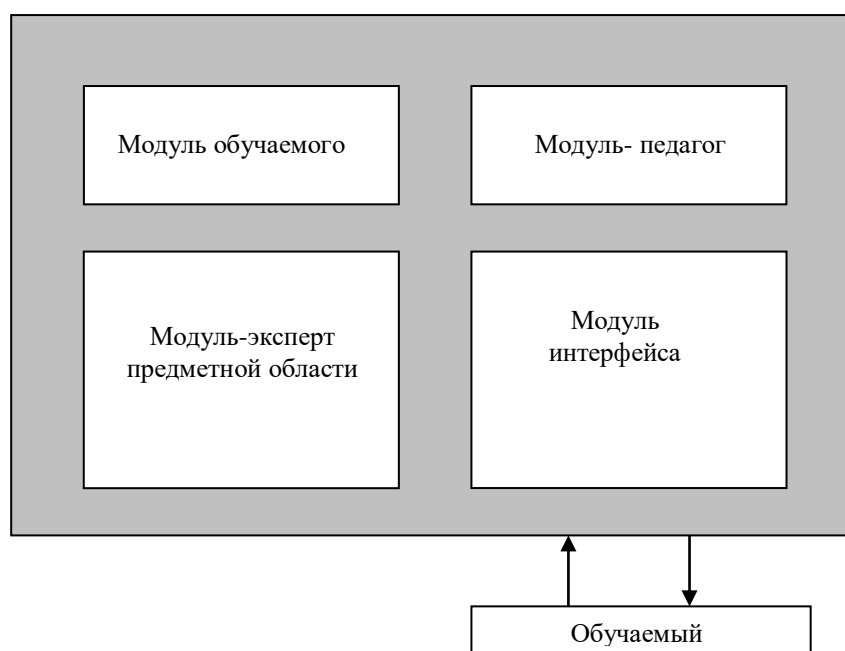 Модуль обучаемого
Модуль- педагог
Модуль-эксперт
предметной области
Модуль
интерфейса
Обучаемый